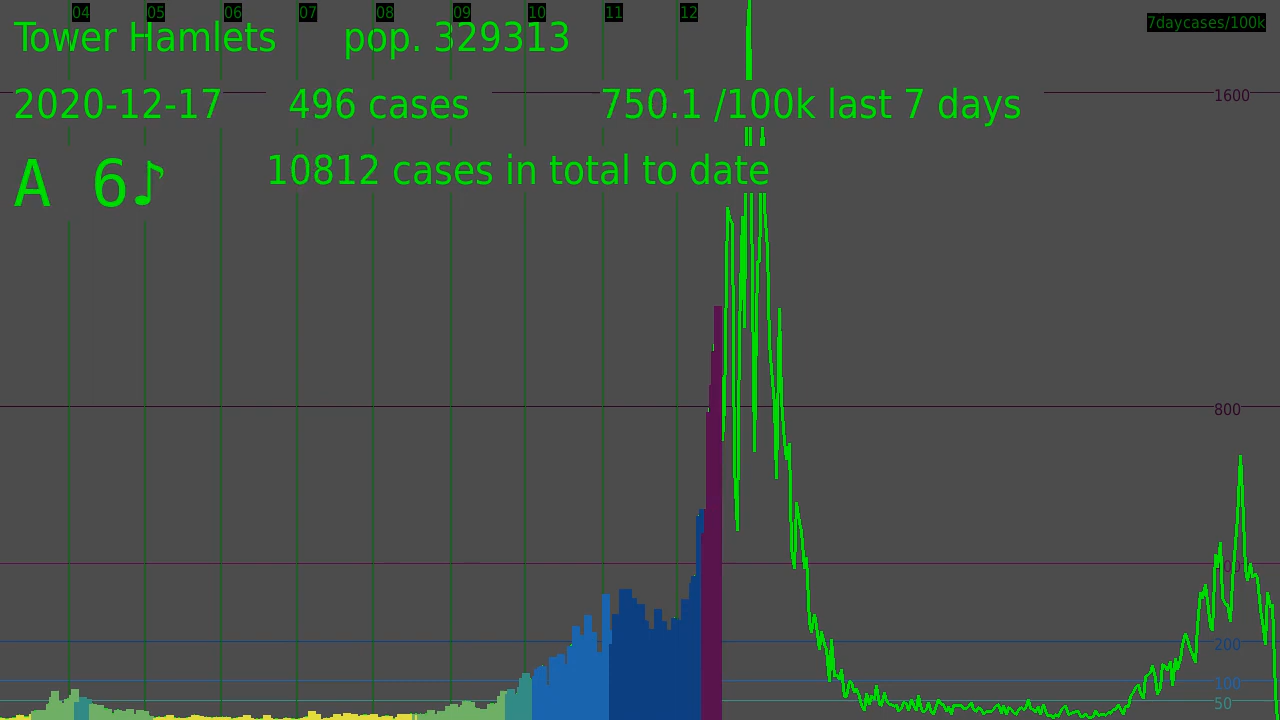 04 05 06 07 08 09 10 11 12
7daycases/100k
Tower Hamlets pop. 329313
2020-12-17 496 cases 750.1 /100k last 7 days
1600
A 6♪ 10812 cases in total to date
800
200
100
50